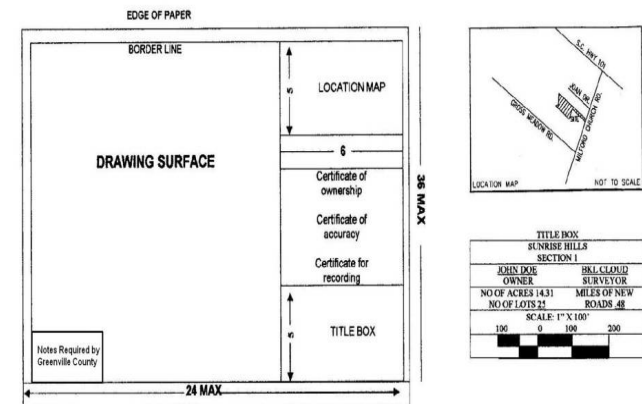 EDGE OF PAPER
BORDER LINE
DRAWING SURFACE
5
LOCATION MAP
6
Certificate of
ownership
Certificate of
accuracy
Certificate for
recording
5
TITLE BOX
36 MAX
Notes Required by
Greenville County
24 MAX
S.C. HWY 101
JOAN DR.
GROSS MEADOW RD.
MILFORD CHURCH RD.
LOCATION MAP NOT TO SCALE
TITLE BOX
SUNRISE HILLS
SECTION 1
JOHN DOE BKL CLOUD
OWNER SURVEYOR
NO OF ACRES 14.31 MILES OF NEW
NO OF LOTS 25 ROADS .48
SCALE: 1" X 100'
100 0 100 200